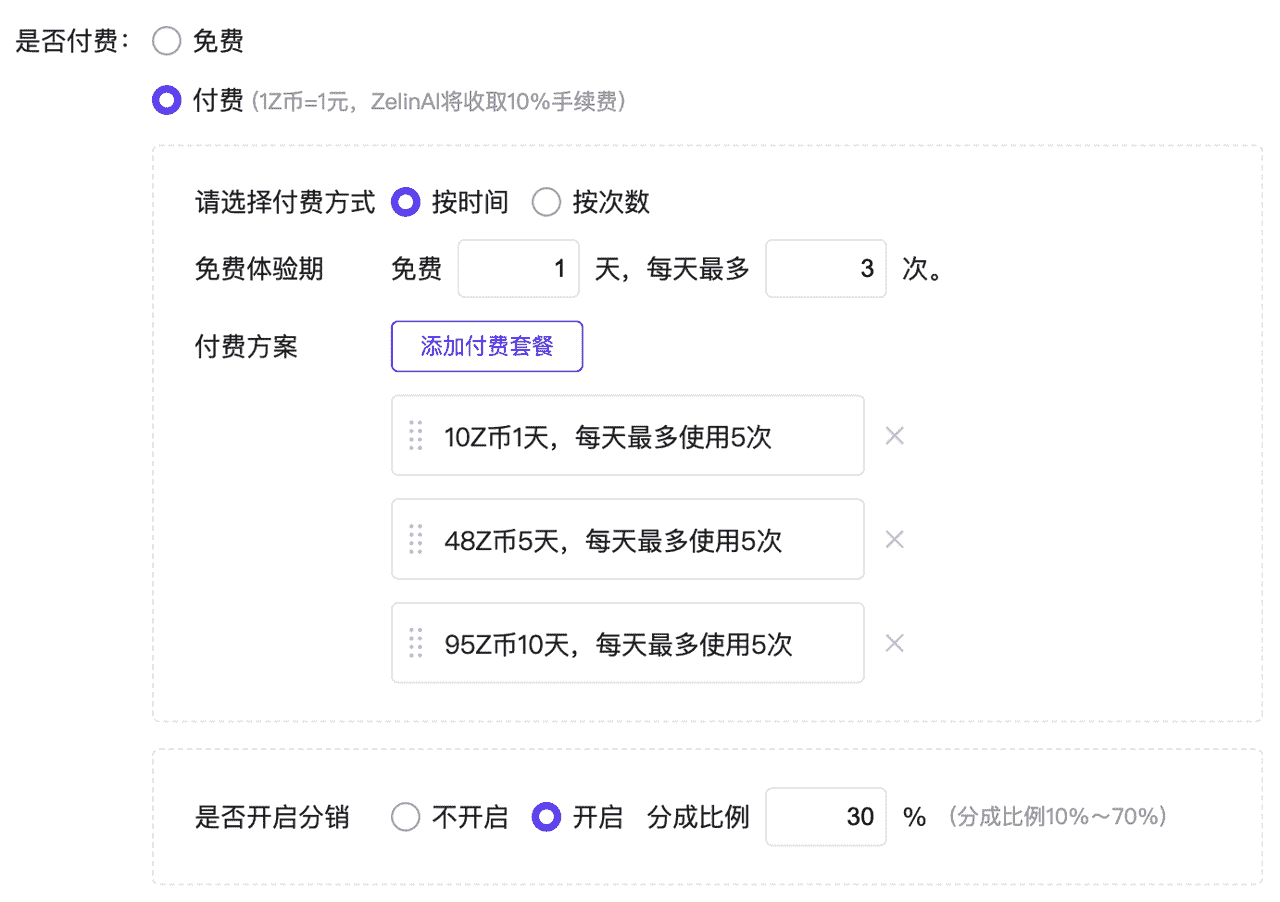 是否付费： 免费
付费 (1Z币=1元，ZelinAI将收取10%手续费)
请选择付费方式 按时间 按次数
免费体验期 免费 1 天，每天最多 3 次。
付费方案 添加付费套餐
10Z币1天，每天最多使用5次
48Z币5天，每天最多使用5次
95Z币10天，每天最多使用5次
是否开启分销 不开启 开启 分成比例 30 % (分成比例10%～70%)